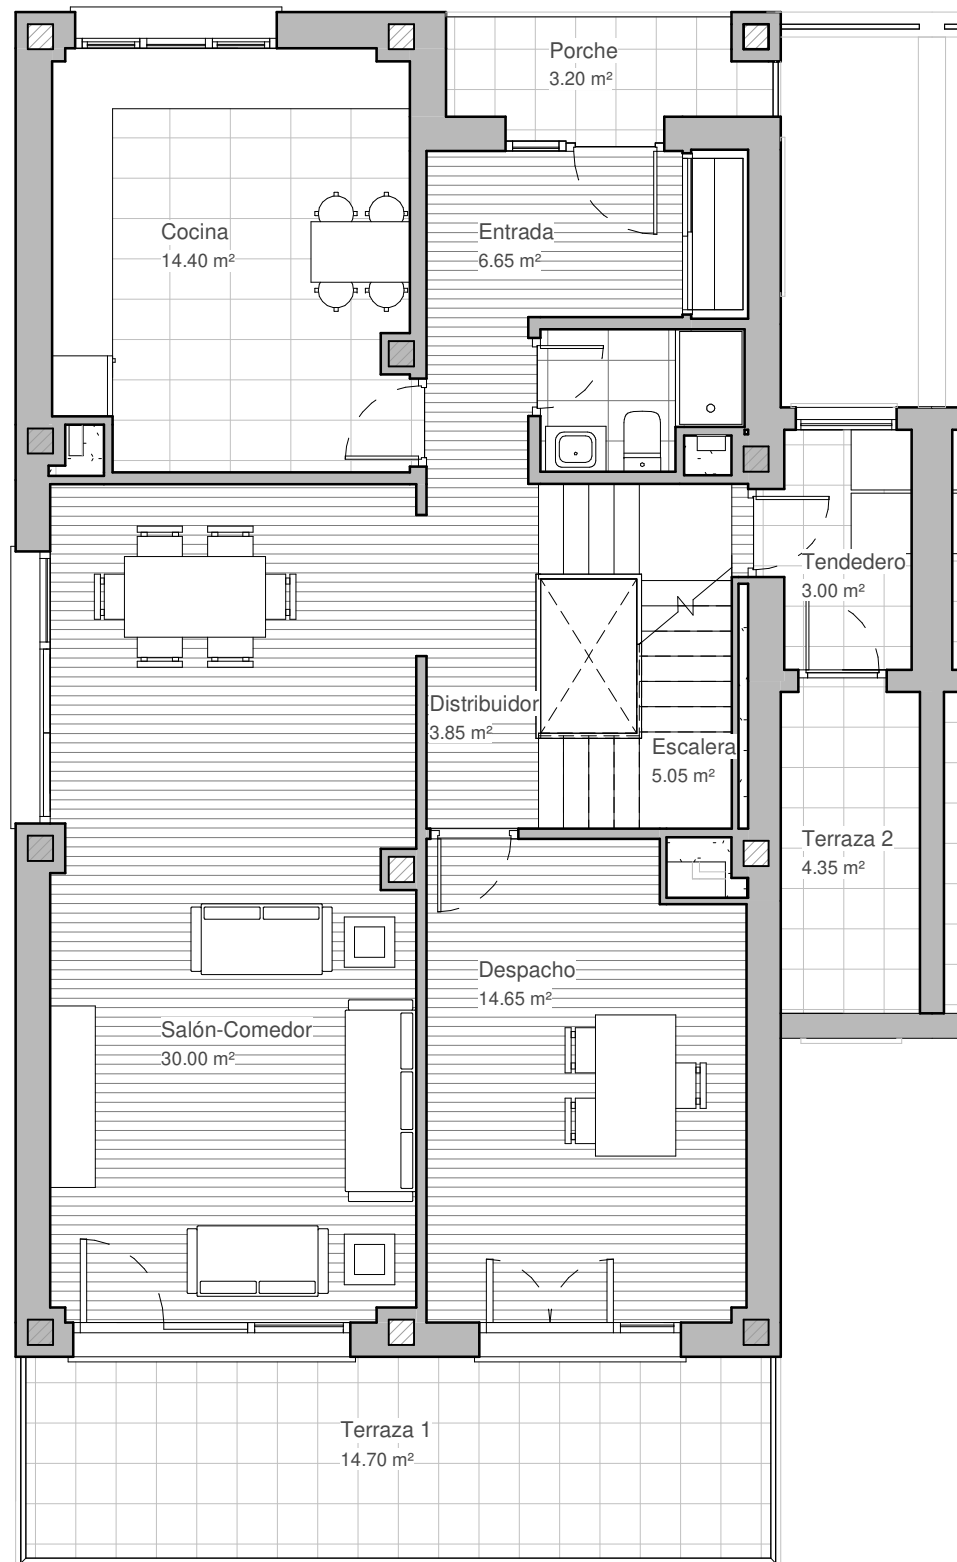 Porche
3.20 m²
Cocina
14.40 m²
Entrada
6.65 m²
Tendedero
3.00 m²
Distribuidor
3.85 m²
Escalera
5.05 m²
Terraza 2
4.35 m²
Despacho
14.65 m²
Salón-Comedor
30.00 m²
Terraza 1
14.70 m²